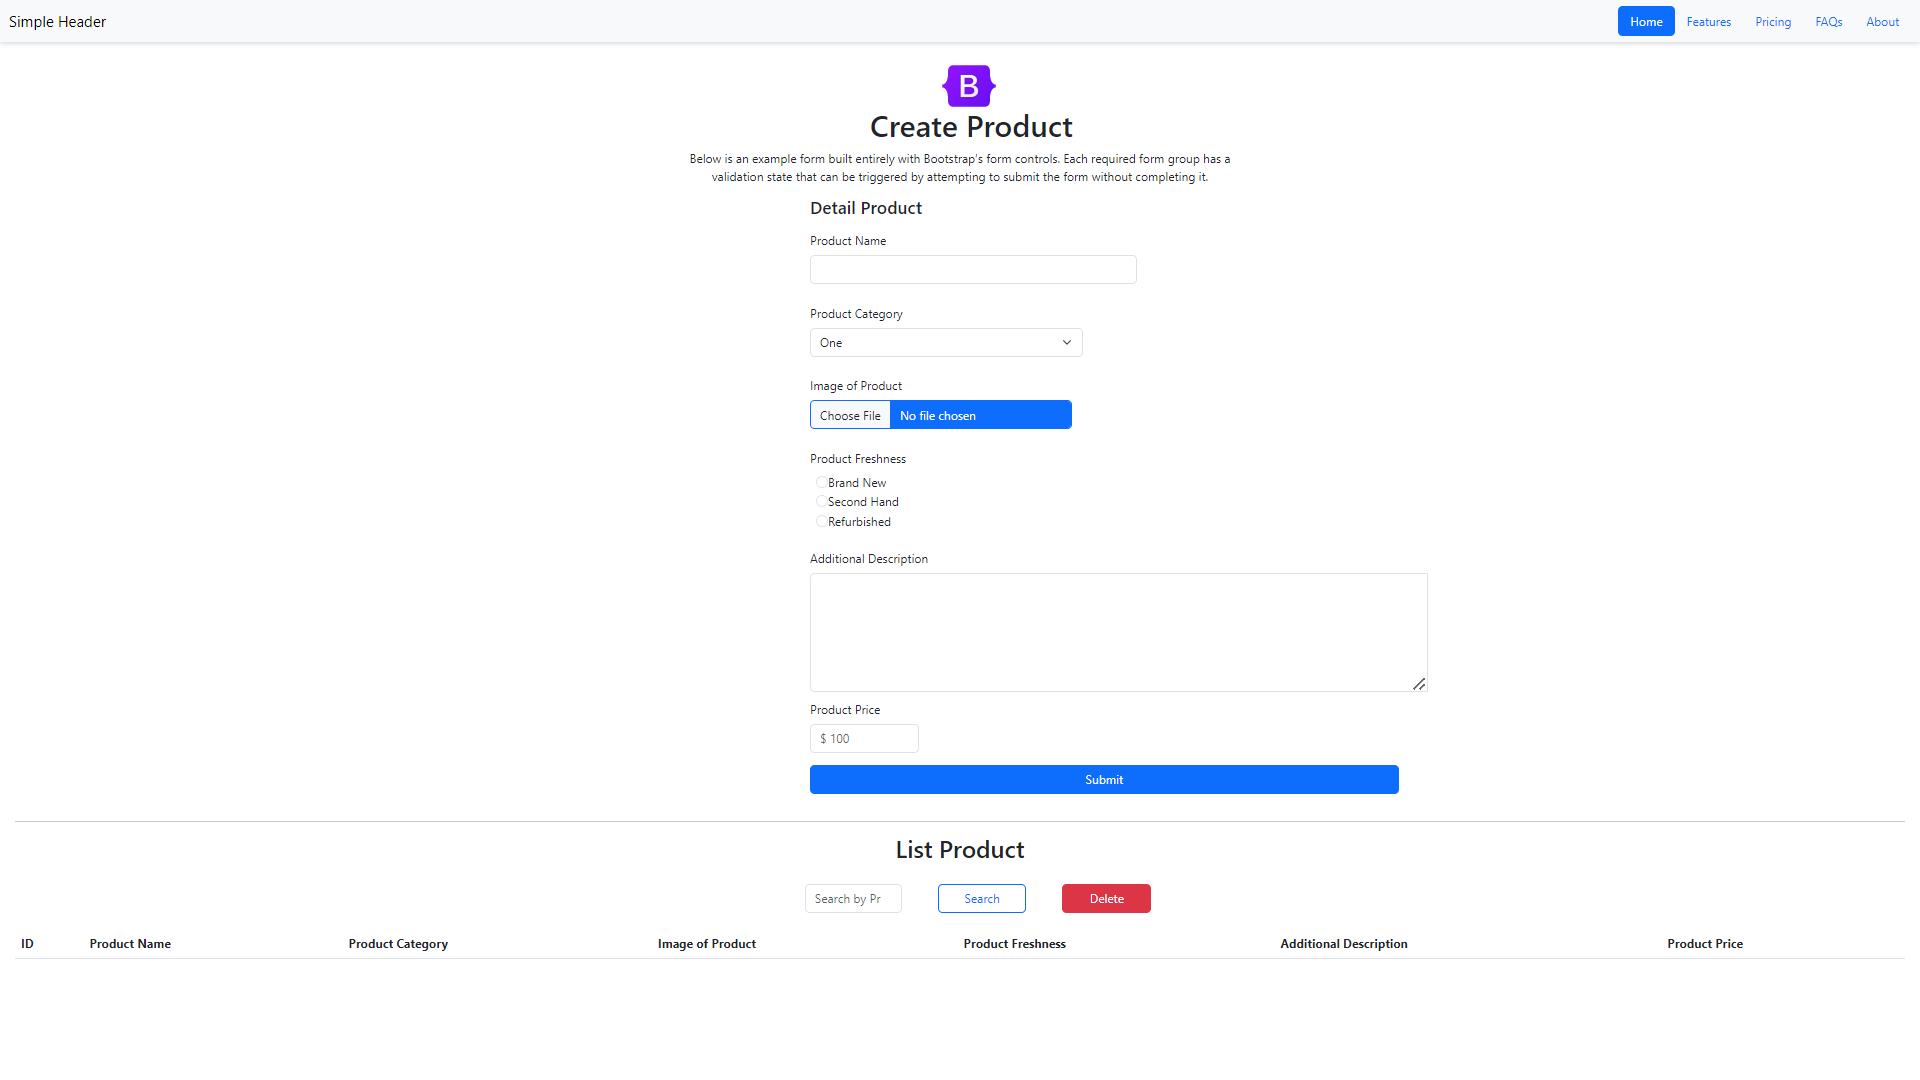 Simple Header
Home Features Pricing FAQs About
B
Create Product
Below is an example form built entirely with Bootstrap's form controls. Each required form group has a
validation state that can be triggered by attempting to submit the form without completing it.
Detail Product
Product Name
Product Category
One
Image of Product
Choose File No file chosen
Product Freshness
Brand New
Second Hand
Refurbished
Additional Description
Product Price
$ 100
Submit
List Product
Search by Pr Search Delete
ID Product Name Product Category Image of Product Product Freshness Additional Description Product Price